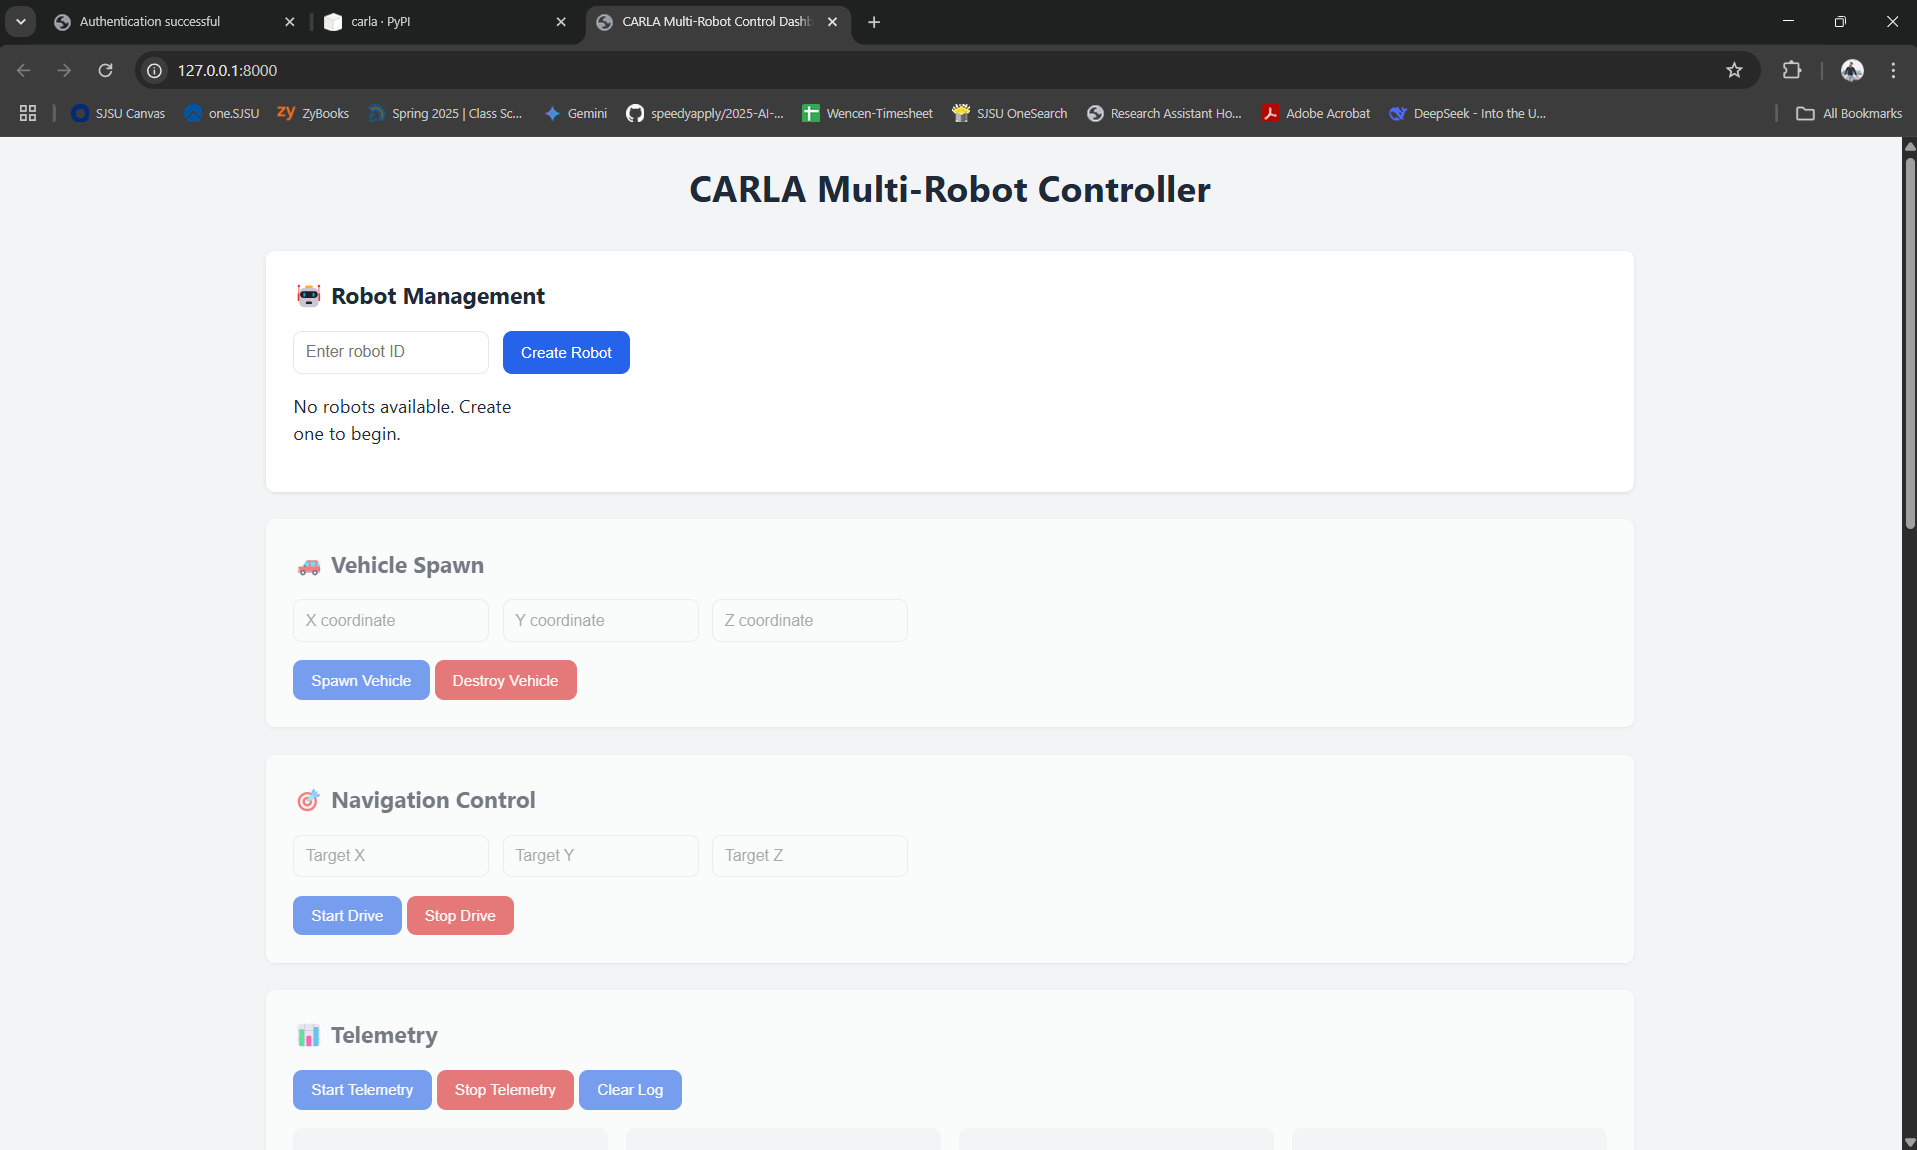 Authentication successful
carla · PyPI
CARLA Multi-Robot Control Dashb
127.0.0.1:8000
SJSU Canvas
one.SJSU
zy ZyBooks
Spring 2025 | Class Sc...
Gemini
speedyapply/2025-AI-...
Wencen-Timesheet
SJSU OneSearch
Research Assistant Ho...
Adobe Acrobat
DeepSeek - Into the U...
All Bookmarks
CARLA Multi-Robot Controller
Robot Management
Enter robot ID
Create Robot
No robots available. Create
one to begin.
Vehicle Spawn
X coordinate
Y coordinate
Z coordinate
Spawn Vehicle
Destroy Vehicle
Navigation Control
Target X
Target Y
Target Z
Start Drive
Stop Drive
Telemetry
Start Telemetry
Stop Telemetry
Clear Log